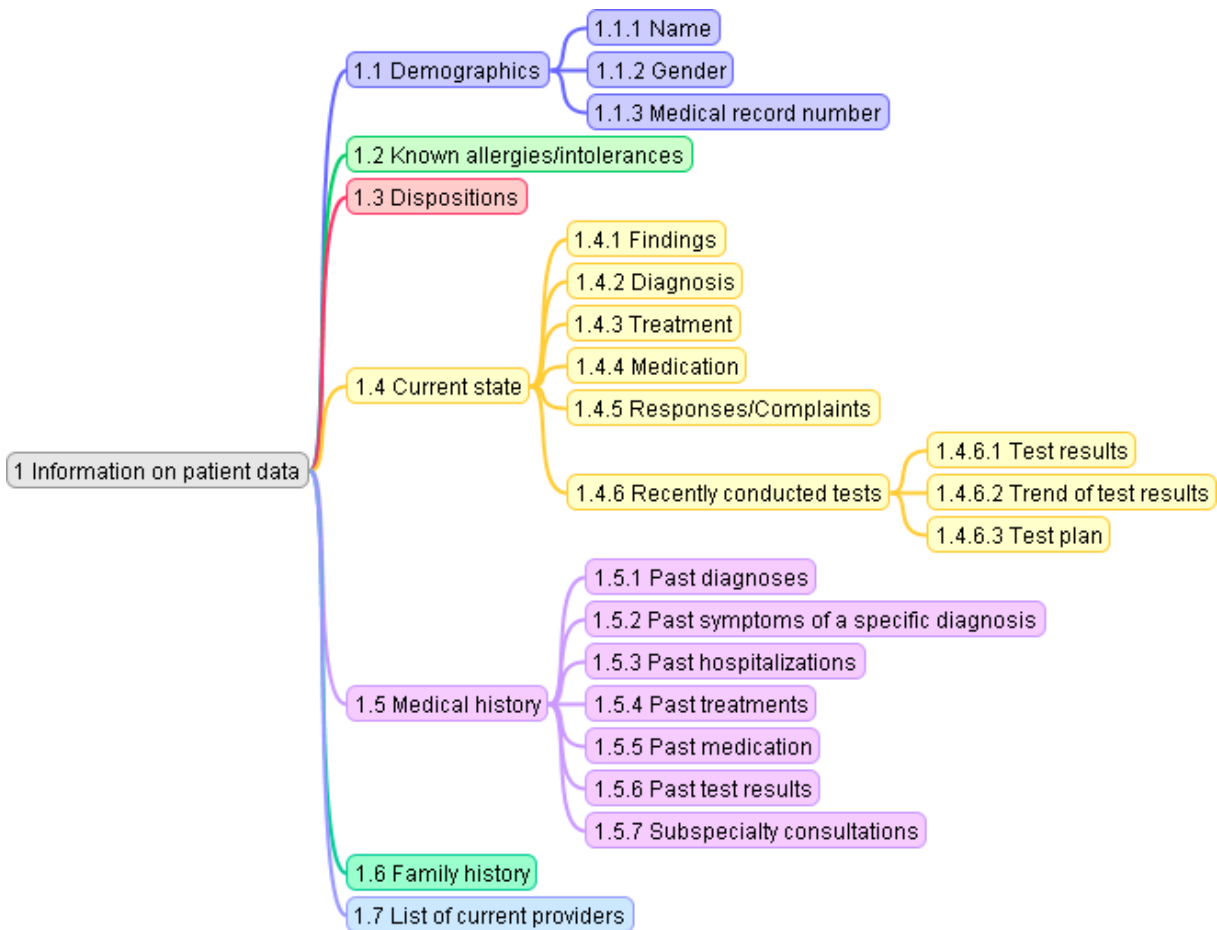 1 Information on patient data
1.1 Demographics
1.1.1 Name
1.1.2 Gender
1.1.3 Medical record number
1.2 Known allergies/intolerances
1.3 Dispositions
1.4 Current state
1.4.1 Findings
1.4.2 Diagnosis
1.4.3 Treatment
1.4.4 Medication
1.4.5 Responses/Complaints
1.4.6 Recently conducted tests
1.4.6.1 Test results
1.4.6.2 Trend of test results
1.4.6.3 Test plan
1.5 Medical history
1.5.1 Past diagnoses
1.5.2 Past symptoms of a specific diagnosis
1.5.3 Past hospitalizations
1.5.4 Past treatments
1.5.5 Past medication
1.5.6 Past test results
1.5.7 Subspecialty consultations
1.6 Family history
1.7 List of current providers